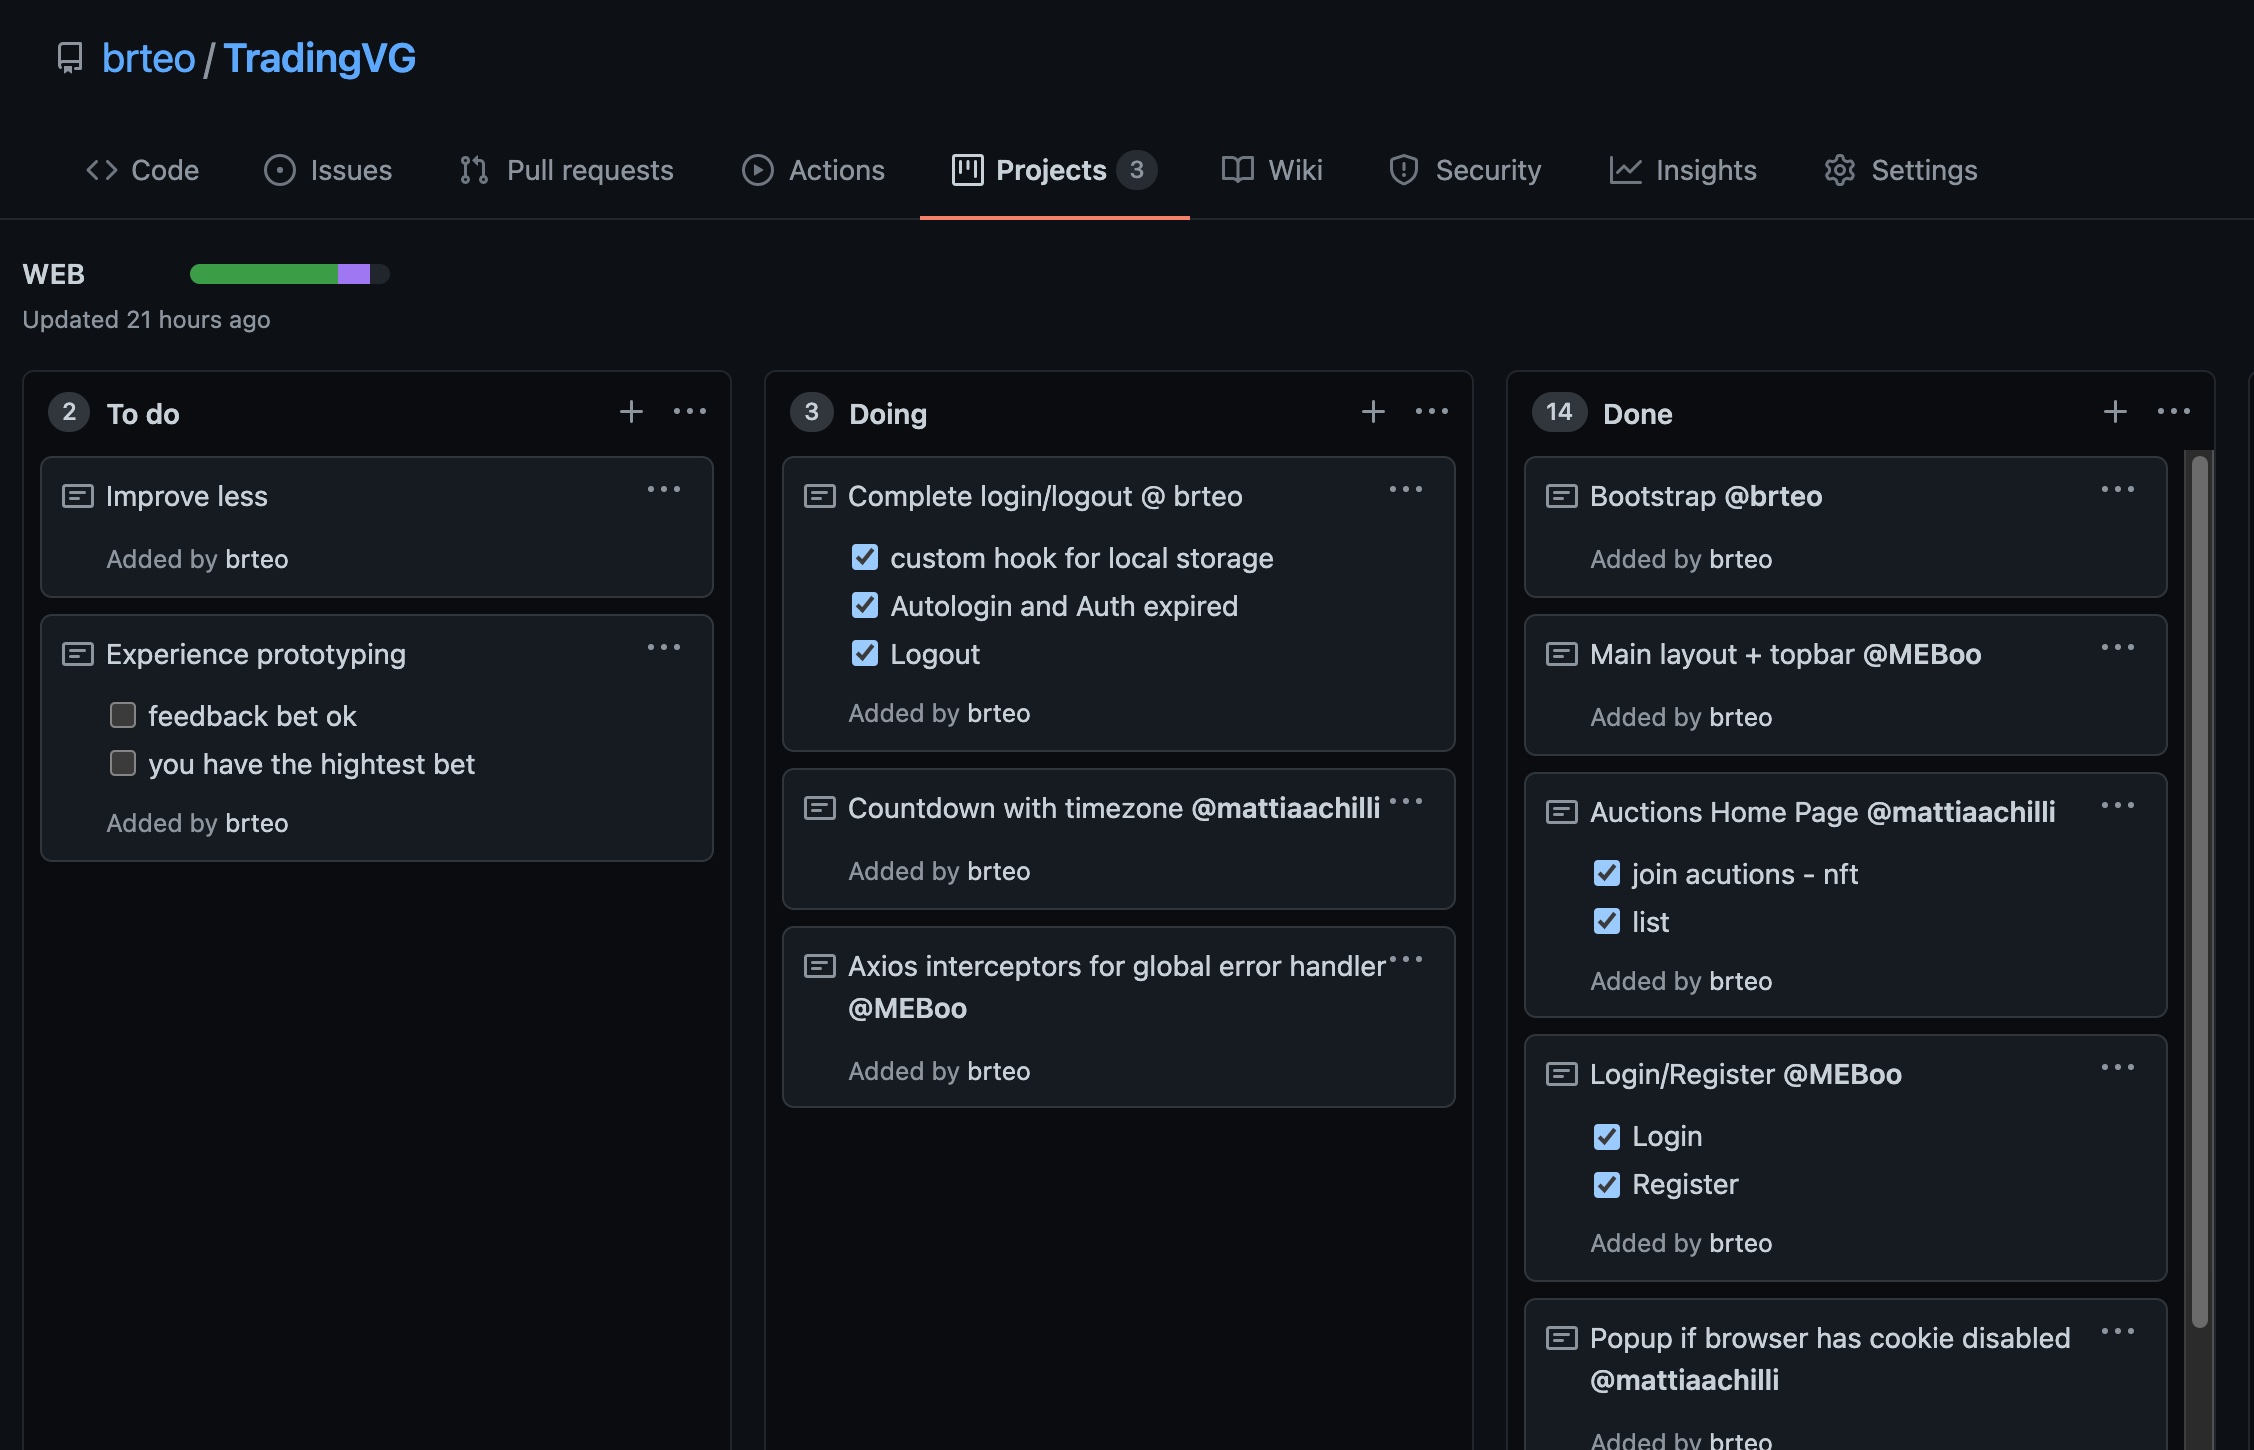 brteo / TradingVG
Code Issues Pull requests Actions Projects 3 Wiki Security Insights Settings
WEB
Updated 21 hours ago
2 To do
Improve less
Added by brteo
Experience prototyping
feedback bet ok
you have the hightest bet
Added by brteo
3 Doing
Complete login/logout @ brteo
custom hook for local storage
Autologin and Auth expired
Logout
Added by brteo
Countdown with timezone @mattiaachilli
Added by brteo
Axios interceptors for global error handler
@MEBoo
Added by brteo
14 Done
Bootstrap @brteo
Added by brteo
Main layout + topbar @MEBoo
Added by brteo
Auctions Home Page @mattiaachilli
join acutions - nft
list
Added by brteo
Login/Register @MEBoo
Login
Register
Added by brteo
Popup if browser has cookie disabled
@mattiaachilli
Added by brteo